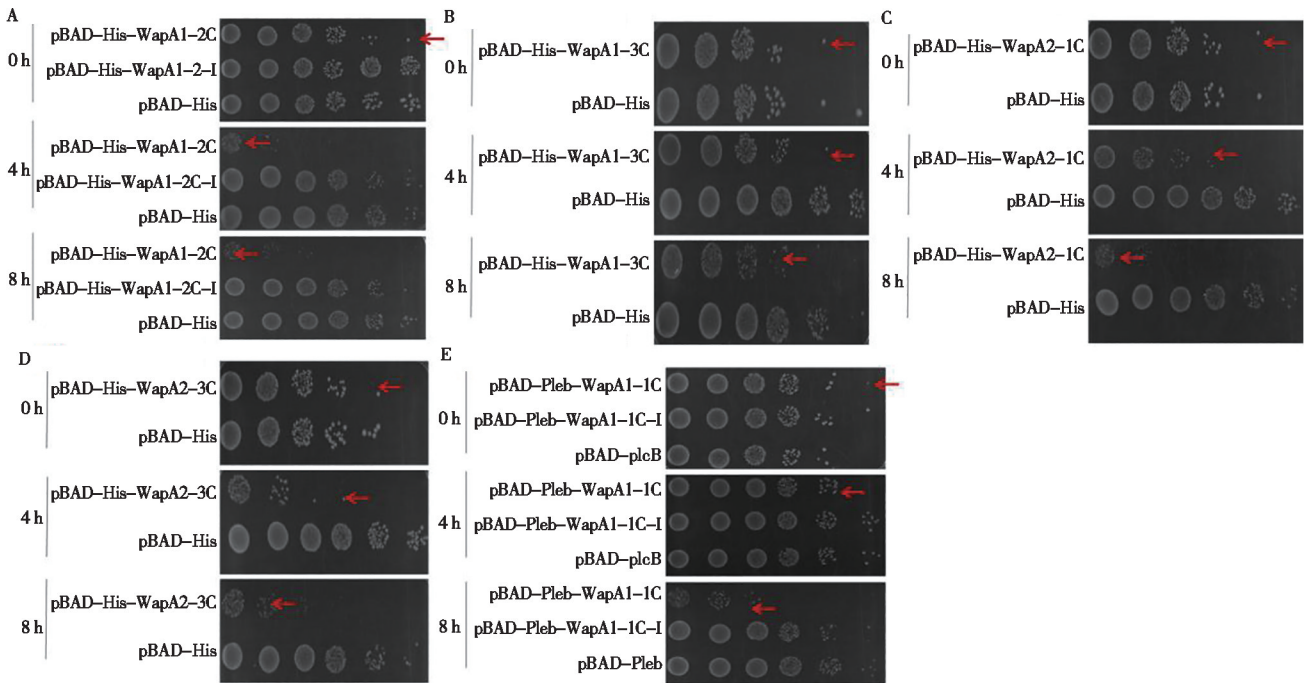 A
0 h
pBAD-His-WapA1-2C
pBAD-His-WapA1-2-I
pBAD-His
4 h
pBAD-His-WapA1-2C
pBAD-His-WapA1-2C-I
pBAD-His
8 h
pBAD-His-WapA1-2C
pBAD-His-WapA1-2C-I
pBAD-His
B
0 h
pBAD-His-WapA1-3C
pBAD-His
4 h
pBAD-His-WapA1-3C
pBAD-His
8 h
pBAD-His-WapA1-3C
pBAD-His
C
0 h
pBAD-His-WapA2-1C
pBAD-His
4 h
pBAD-His-WapA2-1C
pBAD-His
8 h
pBAD-His-WapA2-1C
pBAD-His
D
0 h
pBAD-His-WapA2-3C
pBAD-His
4 h
pBAD-His-WapA2-3C
pBAD-His
8 h
pBAD-His-WapA2-3C
pBAD-His
E
0 h
pBAD-Pleb-WapA1-1C
pBAD-Pleb-WapA1-1C-I
pBAD-plcB
4 h
pBAD-Pleb-WapA1-1C
pBAD-Pleb-WapA1-1C-I
pBAD-plcB
8 h
pBAD-Pleb-WapA1-1C
pBAD-Pleb-WapA1-1C-I
pBAD-Pleb